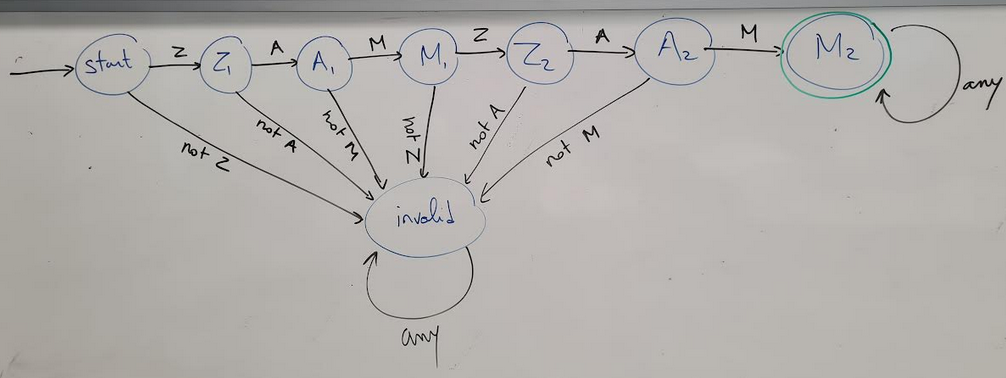 start
Z
Z1
A
A1
M
M1
Z
Z2
A
A2
M
M2
any
not Z
not A
not M
not Z
not A
not M
invalid
any